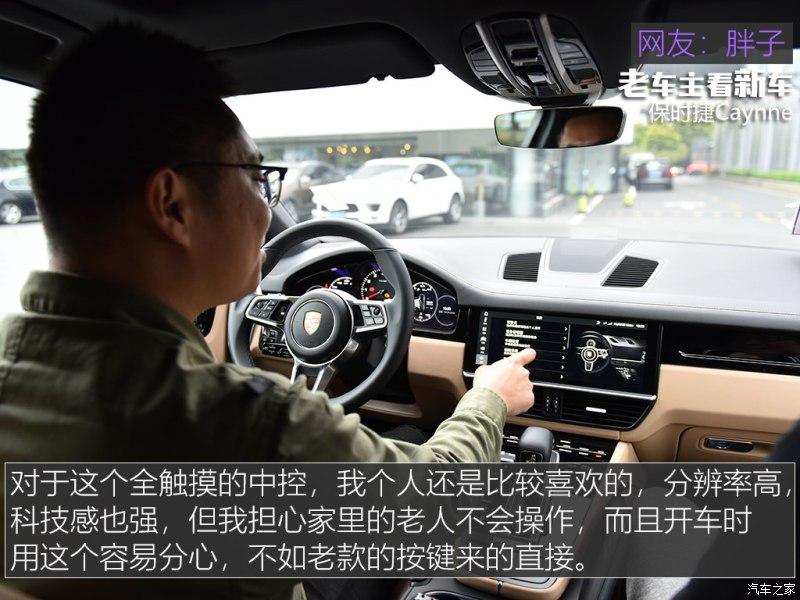 网友：胖子
老车主看新车
保时捷Caynne
对于这个全触摸的中控，我个人还是比较喜欢的，分辨率高，
科技感也强，但我担心家里的老人不会操作，而且开车时
用这个容易分心，不如老款的按键来的直接。
汽车之家